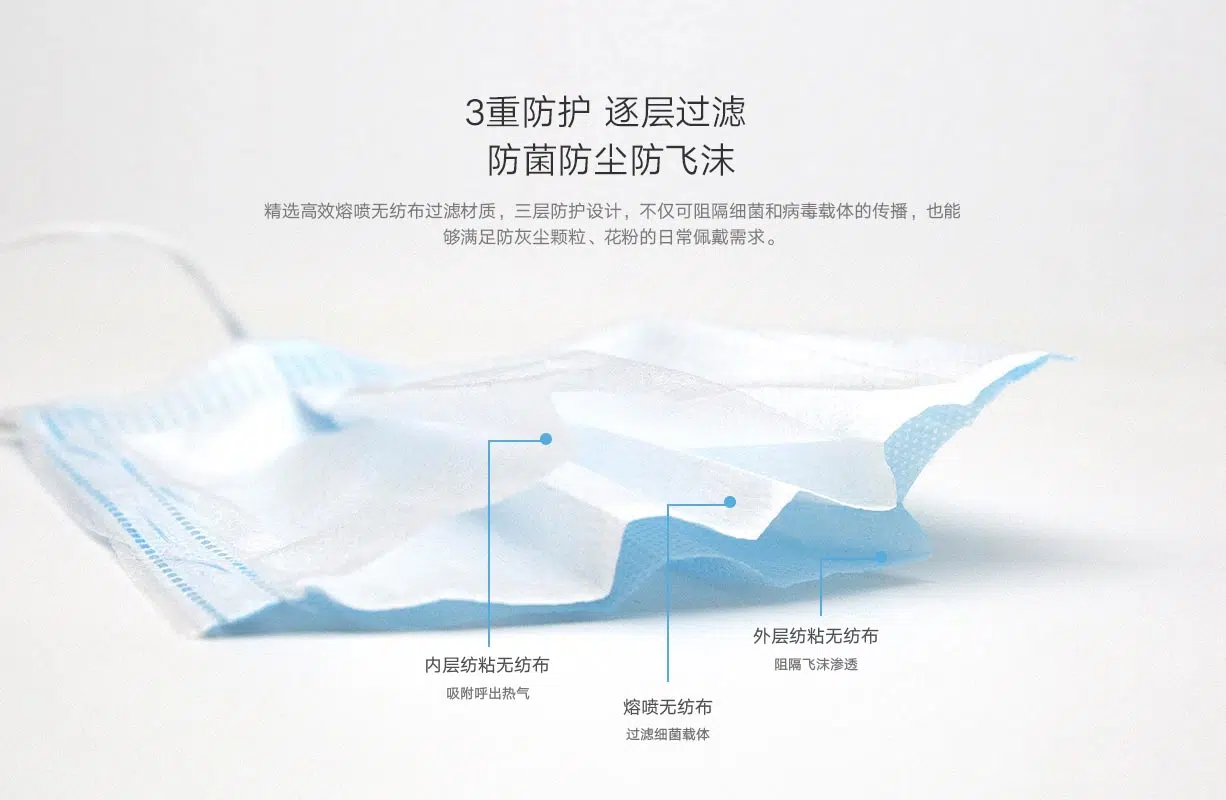 3重防护 逐层过滤
防菌防尘防飞沫
精选高效熔喷无纺布过滤材质，三层防护设计，不仅可阻隔细菌和病毒载体的传播，也能
够满足防灰尘颗粒、花粉的日常佩戴需求。
外层纺粘无纺布
阻隔飞沫渗透
内层纺粘无纺布
吸附呼出热气
熔喷无纺布
过滤细菌载体